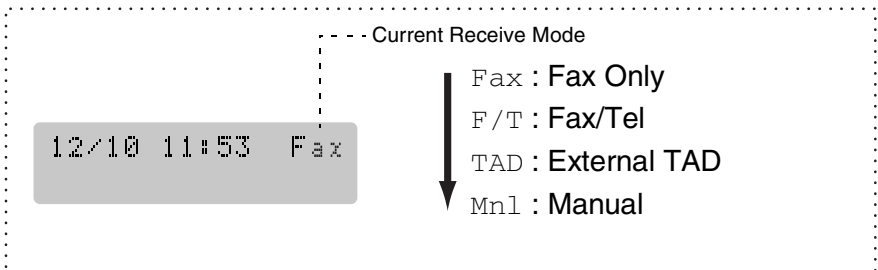 Current Receive Mode
12/10 11:53 Fax
Fax : Fax Only
F/T : Fax/Tel
TAD : External TAD
Mnl : Manual